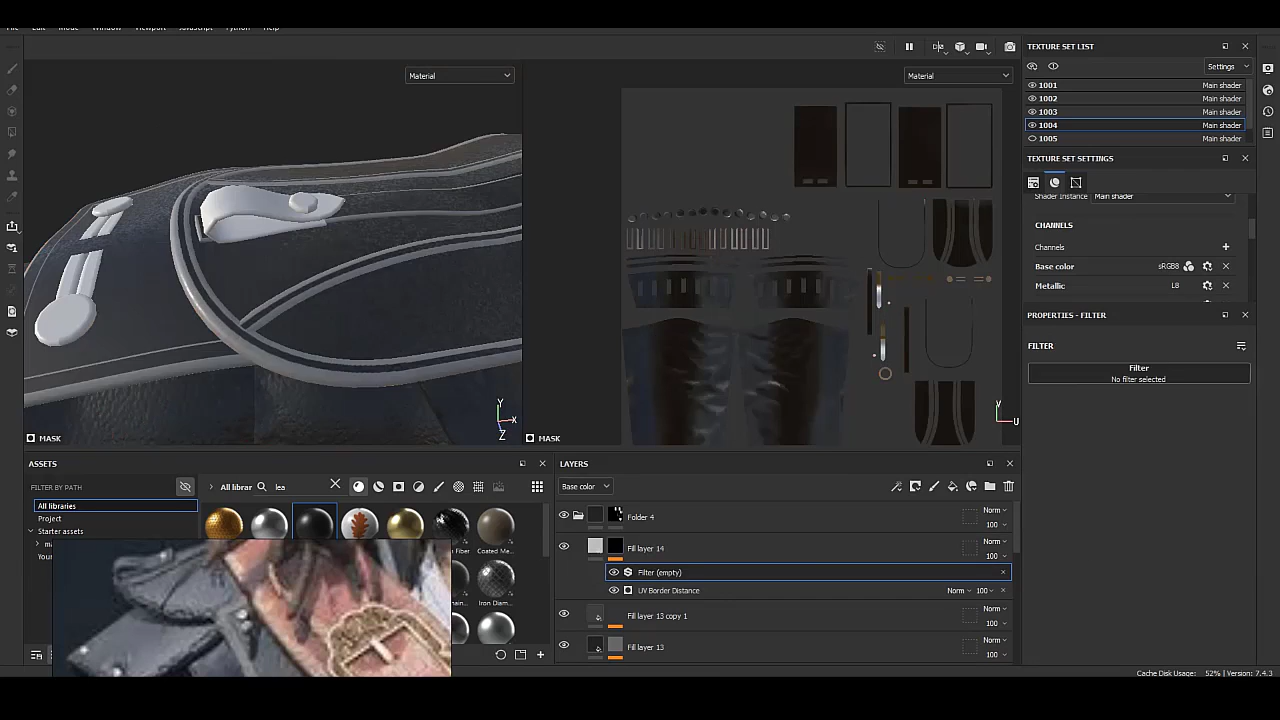 Material
Material
MASK
MASK
Y
X
Z
V
U
TEXTURE SET LIST
Settings
1001 Main shader
1002 Main shader
1003 Main shader
1004 Main shader
1005 Main shader
TEXTURE SET SETTINGS
Shader Instance Main shader
CHANNELS
Channels
Base color sRGB8
Metallic L8
PROPERTIES - FILTER
FILTER
Filter
No filter selected
ASSETS
FILTER BY PATH
All libraries
Project
Starter assets
All librar
lea
Fiber
Coated Me...
Iron Diam...
LAYERS
Base color
Folder 4 Norm 100
Fill layer 14 Norm 100
Filter (empty)
UV Border Distance Norm 100
Fill layer 13 copy 1 Norm 100
Fill layer 13 Norm 100
Cache Disk Usage: 52% | Version: 7.4.3